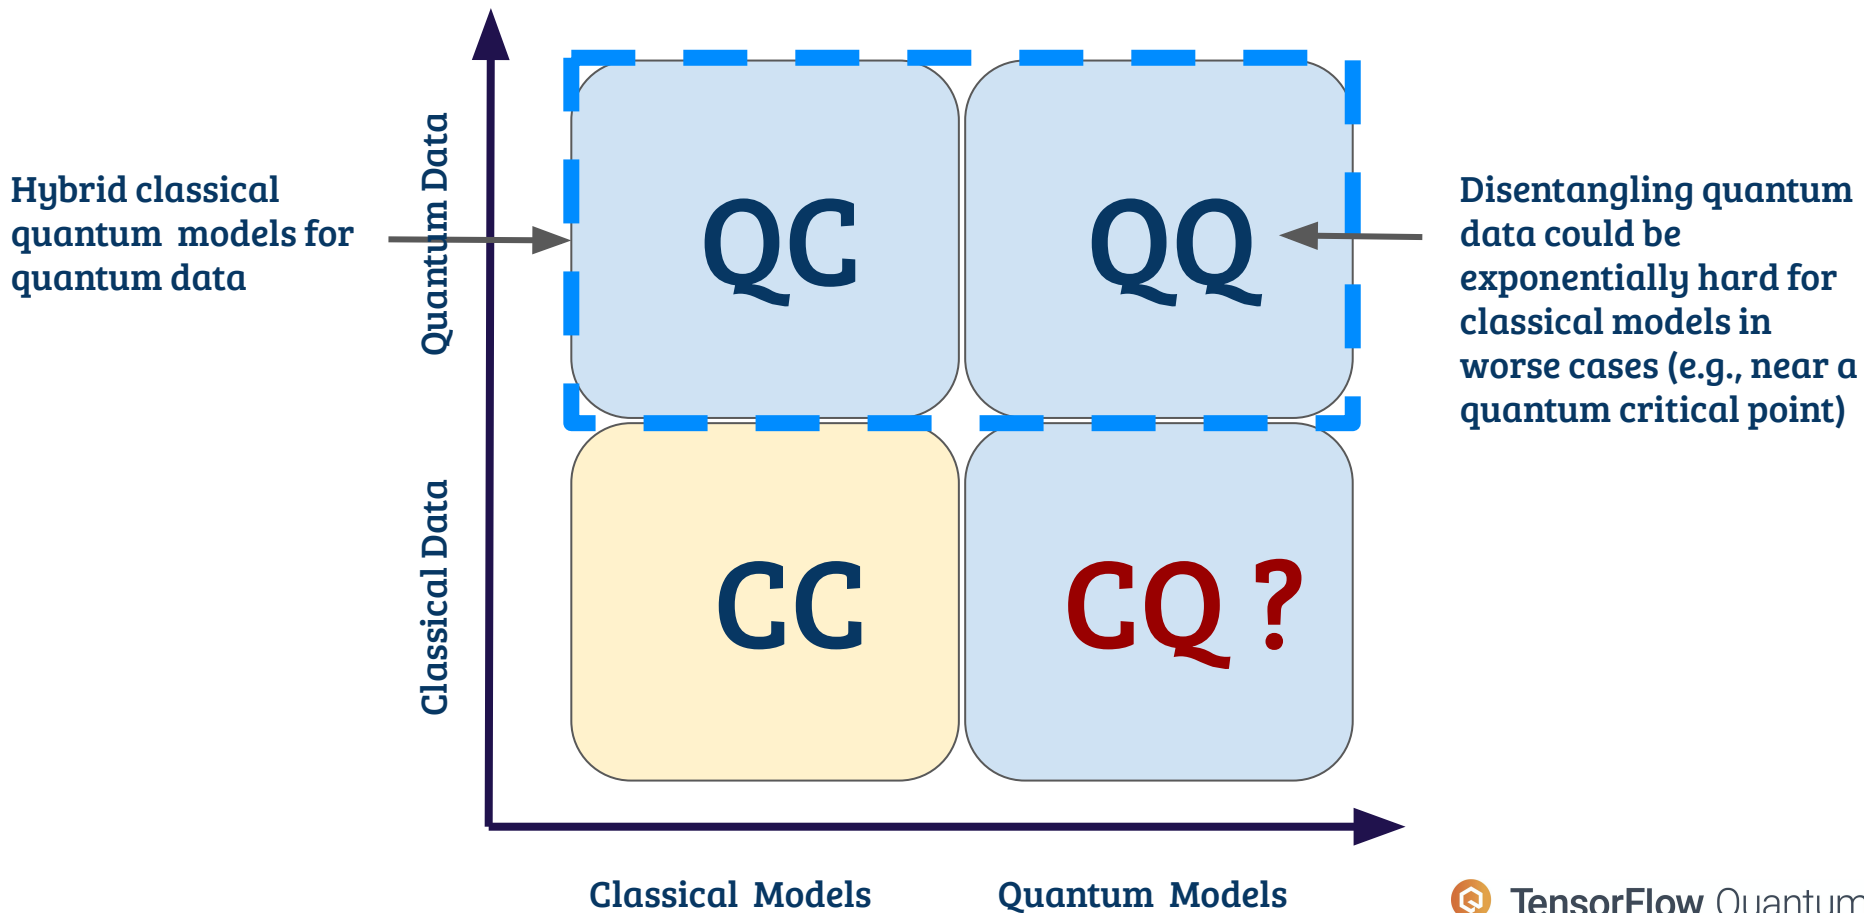 Hybrid classical
quantum models for
quantum data
Quantum Data
QC
QQ
Disentangling quantum
data could be
exponentially hard for
classical models in
worse cases (e.g., near a
quantum critical point)
Classical Data
CC
CQ ?
Classical Models
Quantum Models
TensorFlow Quantum